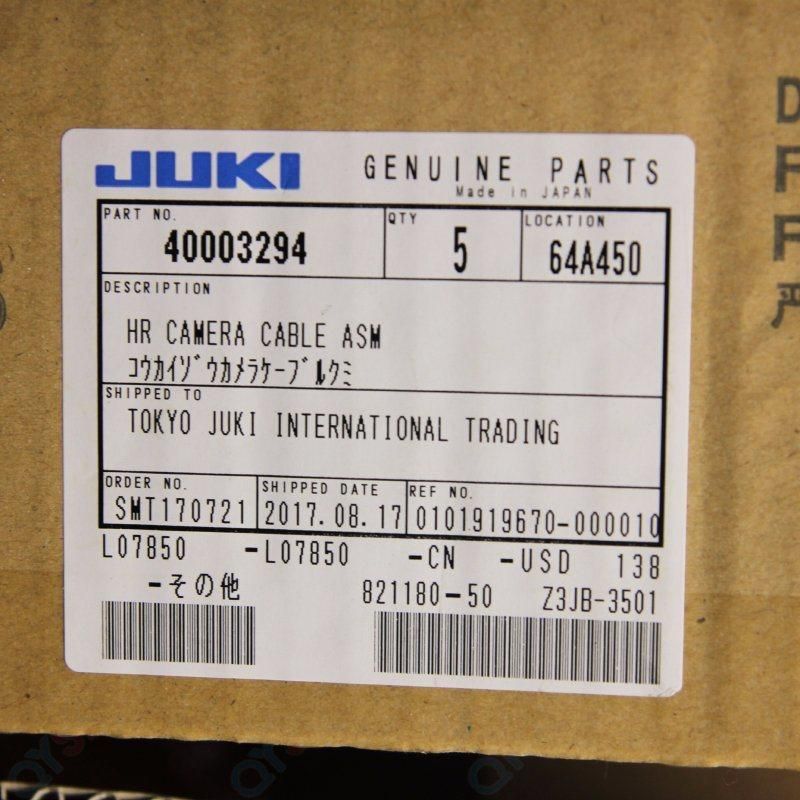 JUKI GENUINE PARTS
Made in JAPAN
PART NO. QTY LOCATION
40003294 5 64A450
DESCRIPTION
HR CAMERA CABLE ASM
コウカイゾウカメラケーブルクミ
SHIPPED TO
TOKYO JUKI INTERNATIONAL TRADING
ORDER NO. SHIPPED DATE REF NO.
SMT170721 2017.08.17 0101919670-000010
L07850 -L07850 -CN -USD 138
-その他 821180-50 Z3JB-3501